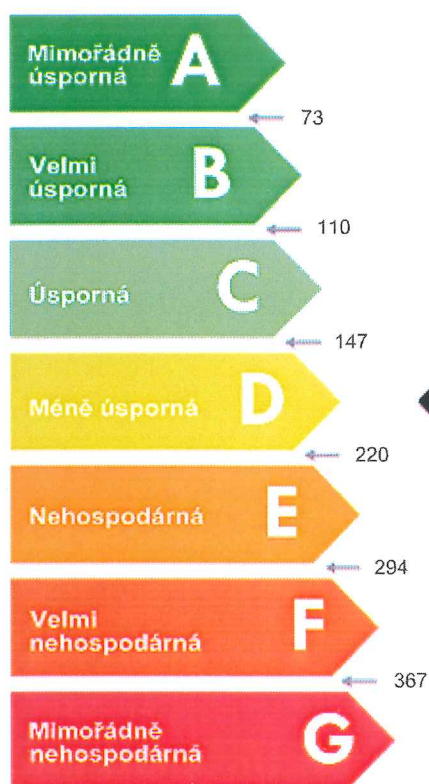 Mimořádně
úsporná
A
73
Velmi
úsporná
B
110
Úsporná
C
147
Méně úsporná
D
220
Nehospodárná
E
294
Velmi
nehospodárná
F
367
Mimořádně
nehospodárná
G